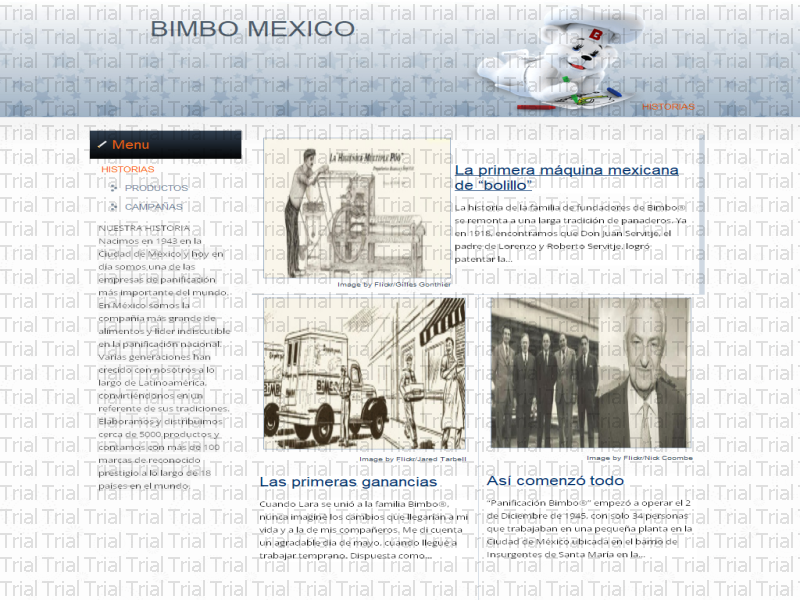 BIMBO MEXICO
HISTORIAS
Menu
HISTORIAS
PRODUCTOS
CAMPAÑAS
NUESTRA HISTORIA
Nacimos en 1943 en la
Ciudad de México y hoy en
día somos una de las
empresas de panificación
más importante del mundo.
En México somos la
compañía más grande de
alimentos y líder indiscutible
en la panificación nacional.
Varias generaciones han
crecido con nosotros a lo
largo de Latinoamérica,
convirtiéndonos en un
referente de sus tradiciones.
Elaboramos y distribuimos
cerca de 5000 productos y
contamos con más de 100
marcas de reconocido
prestigio a lo largo de 18
países en el mundo.
La Higiénica Múltiple Pou
Image by Flickr/Gilles Gonthier
La primera máquina mexicana
de "bolillo"
La historia de la familia de fundadores de Bimbo®
se remonta a una larga tradición de panaderos. Ya
en 1918, encontramos que Don Juan Servitje, el
padre de Lorenzo y Roberto Servitje, logró
patentar la...
Image by Flickr/Jared Tarbell
Las primeras ganancias
Cuando Lara se unió a la familia Bimbo®,
nunca imaginé los cambios que llegarían a mi
vida y a la de mis compañeros. Me di cuenta
un agradable día de mayo, cuando llegué a
trabajar temprano. Dispuesta como...
Image by Flickr/Nick Coombe
Así comenzó todo
"Panificación Bimbo®" empezó a operar el 2
de Diciembre de 1945, con solo 34 personas
que trabajaban en una pequeña planta en la
Ciudad de México ubicada en el barrio de
Insurgentes de Santa María en la...
Trial